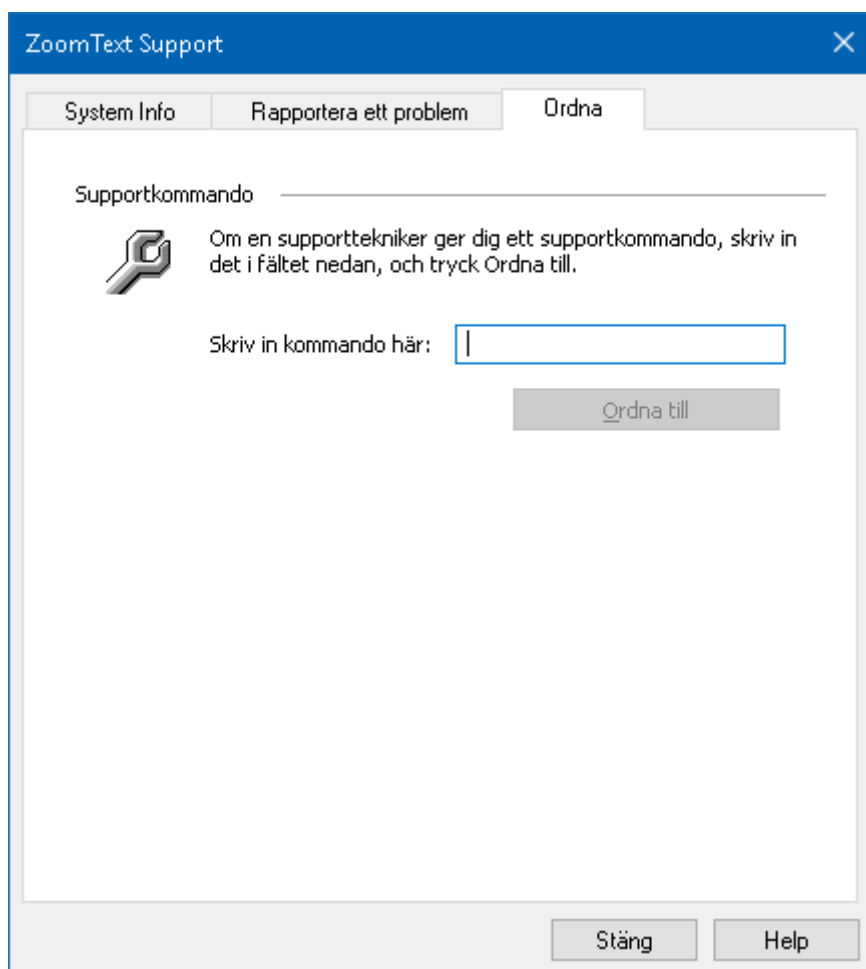 ZoomText Support
System Info
Rapportera ett problem
Ordna
Supportkommando
Om en supporttekniker ger dig ett supportkommando, skriv in
det i fältet nedan, och tryck Ordna till.
Skriv in kommando här:
Ordna till
Stäng
Help